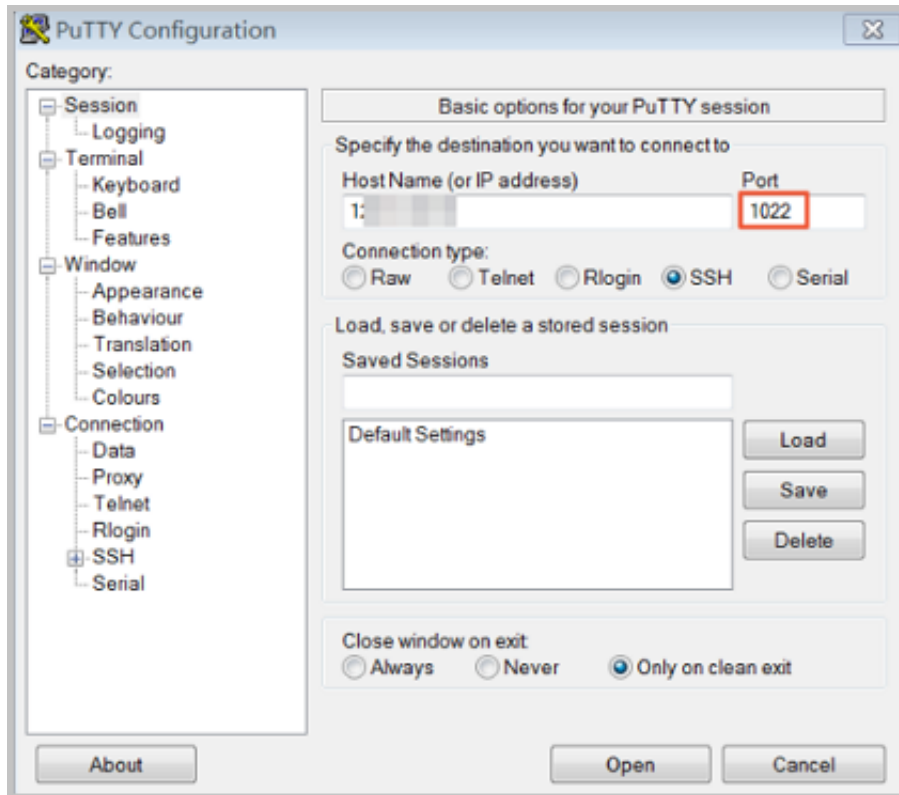 PuTTY Configuration
Category:
Session
Logging
Terminal
Keyboard
Bell
Features
Window
Appearance
Behaviour
Translation
Selection
Colours
Connection
Data
Proxy
Telnet
Rlogin
SSH
Serial
Basic options for your PuTTY session
Specify the destination you want to connect to
Host Name (or IP address) Port
1022
Connection type:
Raw Telnet Rlogin SSH Serial
Load, save or delete a stored session
Saved Sessions
Default Settings
Load
Save
Delete
Close window on exit
Always Never Only on clean exit
About Open Cancel